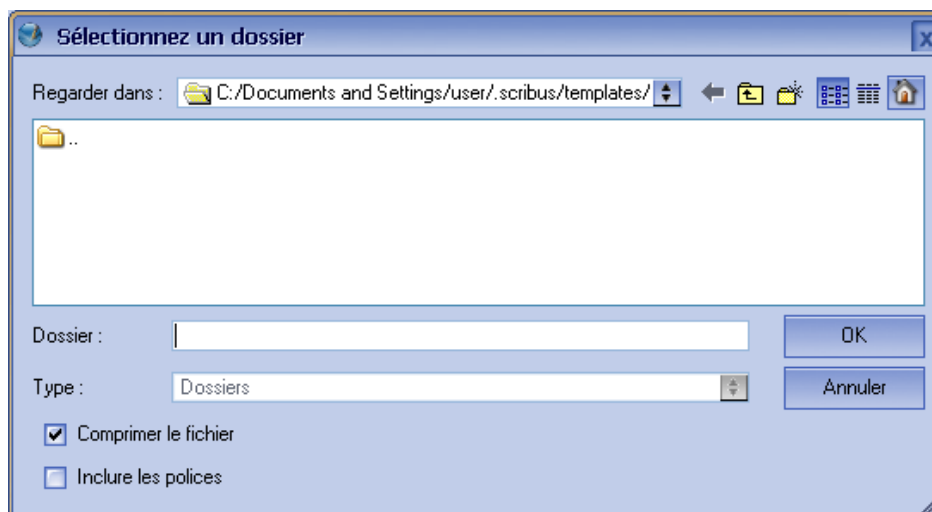 Sélectionnez un dossier
Regarder dans : C:/Documents and Settings/user/.scribus/templates/
..
Dossier : OK
Type : Dossiers Annuler
Comprimer le fichier
Inclure les polices